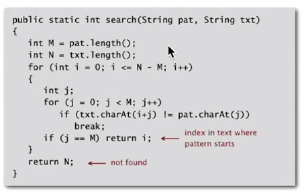 public static int search(String pat, String txt)
{
int M = pat.length();
int N = txt.length();
for (int i = 0; i <= N - M; i++)
{
int j;
for (j = 0; j < M; j++)
if (txt.charAt(i+j) != pat.charAt(j))
break;
if (j == M) return i; index in text where
pattern starts
}
return N; not found
}